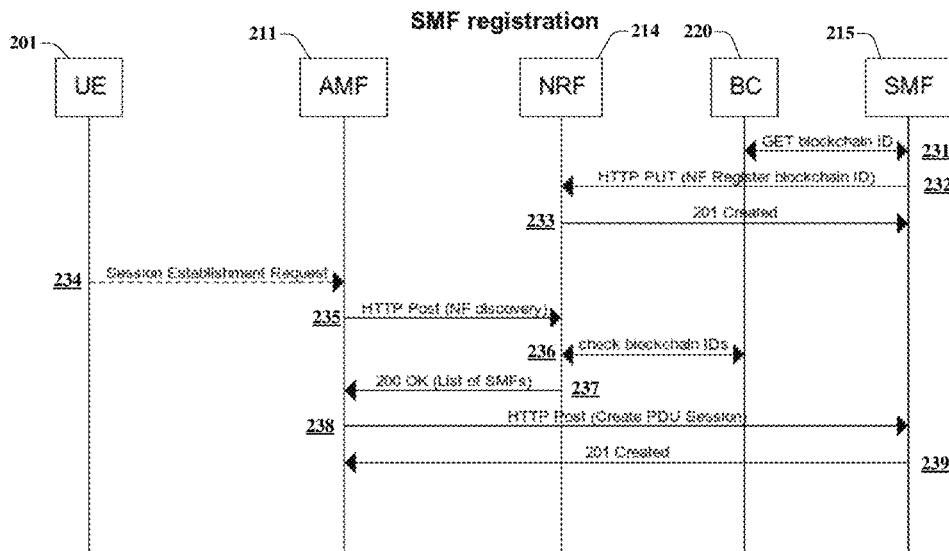 SMF registration
201
211
214
220
215
UE
AMF
NRF
BC
SMF
GET blockchain ID
231
HTTP PUT (NF Register blockchain ID)
232
233
201 Created
234
Session Establishment Request
235
HTTP Post (NF discovery)
236
check blockchain IDs
200 OK (List of SMFs)
237
238
HTTP Post (Create PDU Session)
201 Created
239